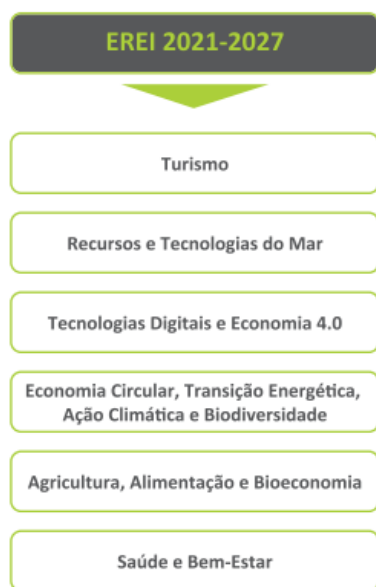 EREI 2021-2027
Turismo
Recursos e Tecnologias do Mar
Tecnologias Digitais e Economia 4.0
Economia Circular, Transição Energética,
Ação Climática e Biodiversidade
Agricultura, Alimentação e Bioeconomia
Saúde e Bem-Estar